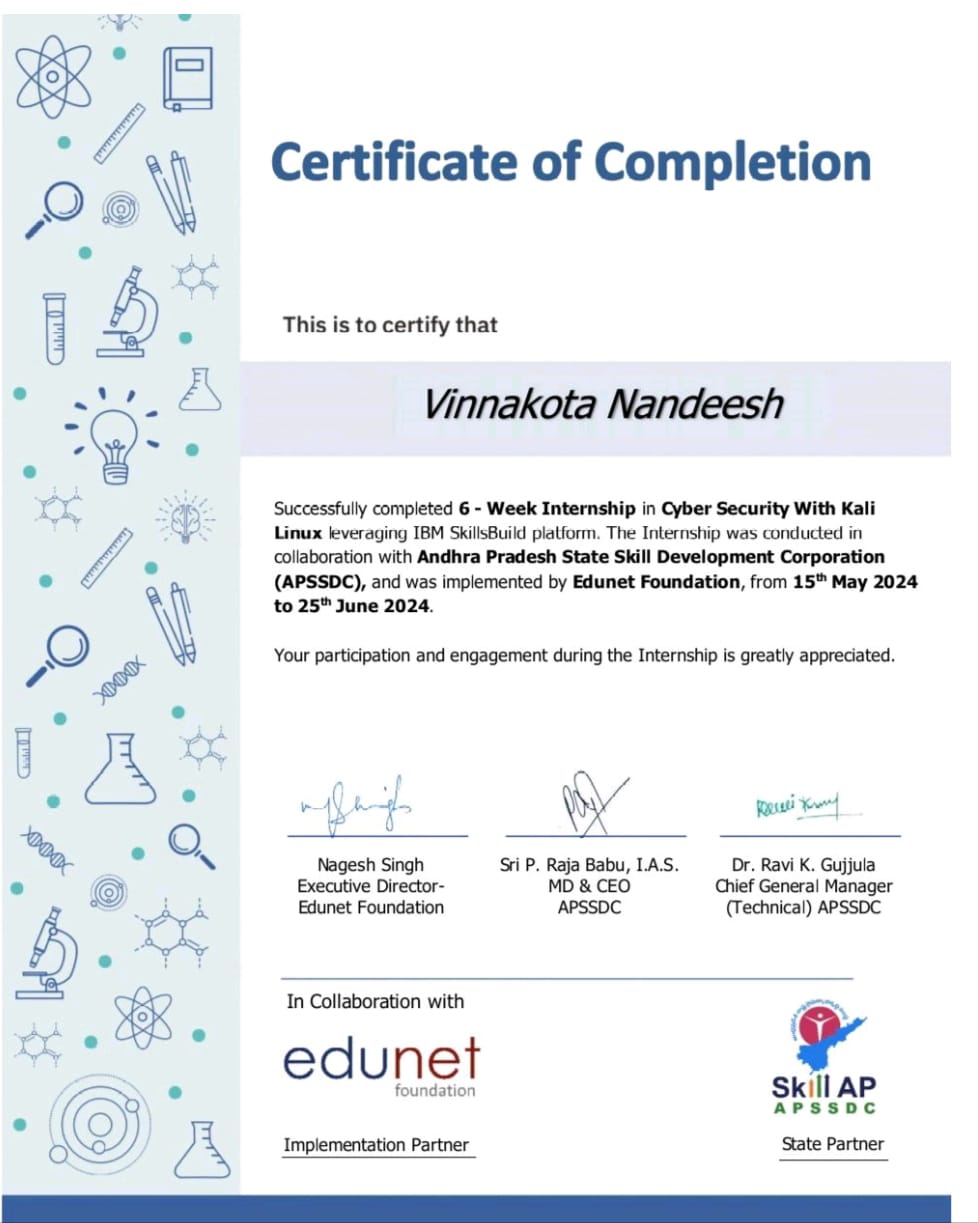 Certificate of Completion
This is to certify that
Vinnakota Nandeesh
Successfully completed 6 - Week Internship in Cyber Security With Kali
Linux leveraging IBM SkillsBuild platform. The Internship was conducted in
collaboration with Andhra Pradesh State Skill Development Corporation
(APSSDC), and was implemented by Edunet Foundation, from 15th May 2024
to 25th June 2024.
Your participation and engagement during the Internship is greatly appreciated.
Nagesh Singh
Executive Director-
Edunet Foundation
Sri P. Raja Babu, I.A.S.
MD & CEO
APSSDC
Dr. Ravi K. Gujjula
Chief General Manager
(Technical) APSSDC
In Collaboration with
edunet
foundation
Implementation Partner
Skill AP
APSSDC
State Partner